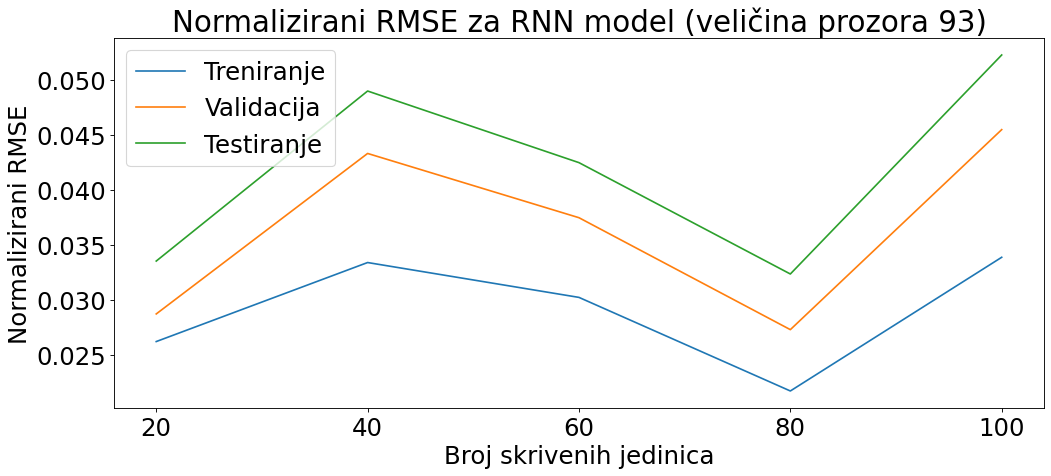 Normalizirani RMSE za RNN model (veličina prozora 93)
Treniranje
Validacija
Testiranje
Normalizirani RMSE
0.050
0.045
0.040
0.035
0.030
0.025
20 40 60 80 100
Broj skrivenih jedinica